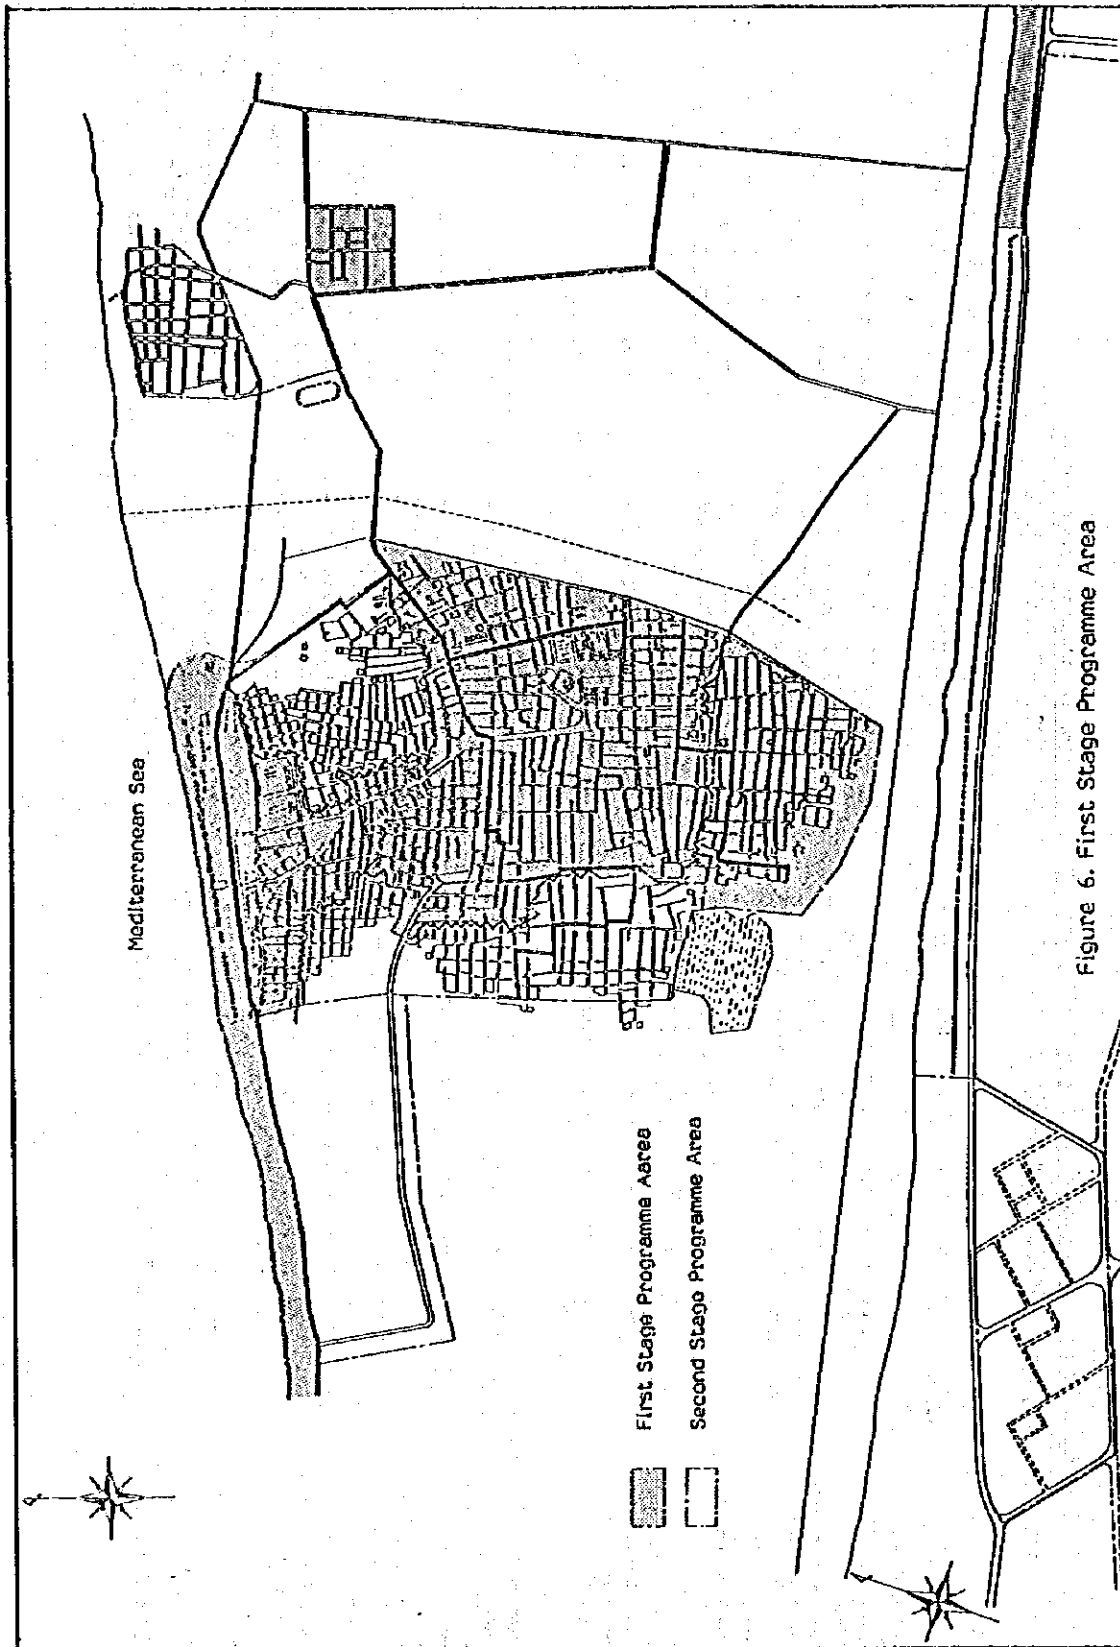 Mediterranean Sea
First Stage Programme Aarea
Second Stage Programme Area
Figure 6. First Stage Programme Area